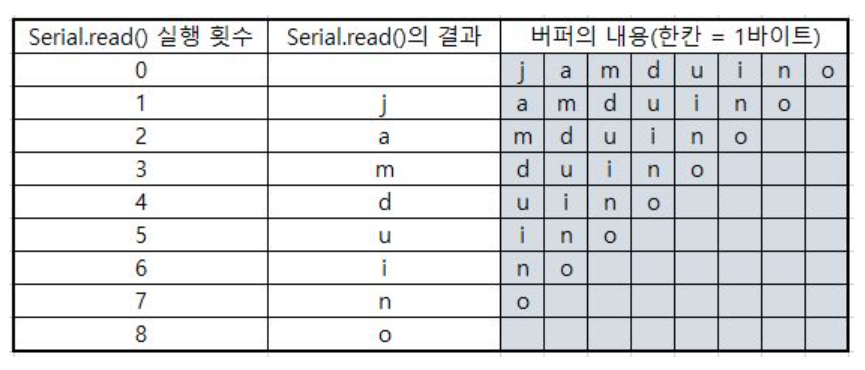 Serial.read() 실행 횟수 Serial.read()의 결과 버퍼의 내용(한칸 = 1바이트)
0 j a m d u i n o
1 j a m d u i n o
2 a m d u i n o
3 m d u i n o
4 d u i n o
5 u i n o
6 i n o
7 n o
8 o